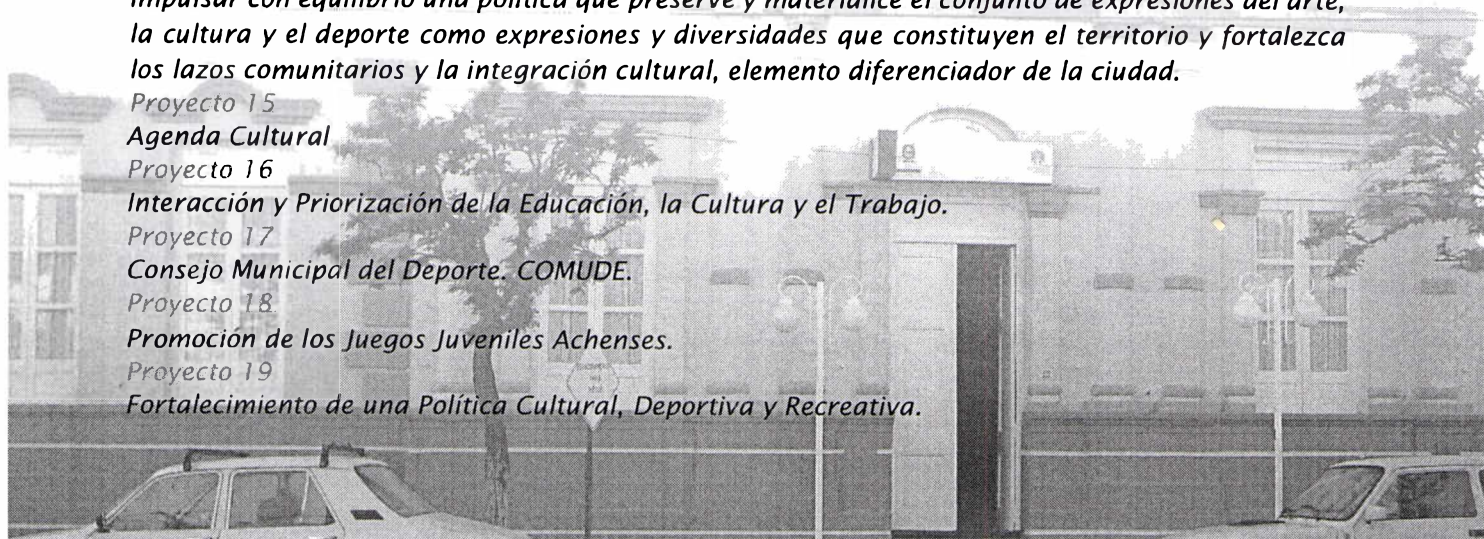 Impulsar con equilibrio una política que preserve y materialice el conjunto de expresiones del arte,
la cultura y el deporte como expresiones y diversidades que constituyen el territorio y fortalezca
los lazos comunitarios y la integración cultural, elemento diferenciador de la ciudad.
Proyecto 15
Agenda Cultural
Proyecto 16
Interacción y Priorización de la Educación, la Cultura y el Trabajo.
Proyecto 17
Consejo Municipal del Deporte. COMUDE.
Proyecto 18
Promoción de los Juegos Juveniles Achenses.
Proyecto 19
Fortalecimiento de una Política Cultural, Deportiva y Recreativa.